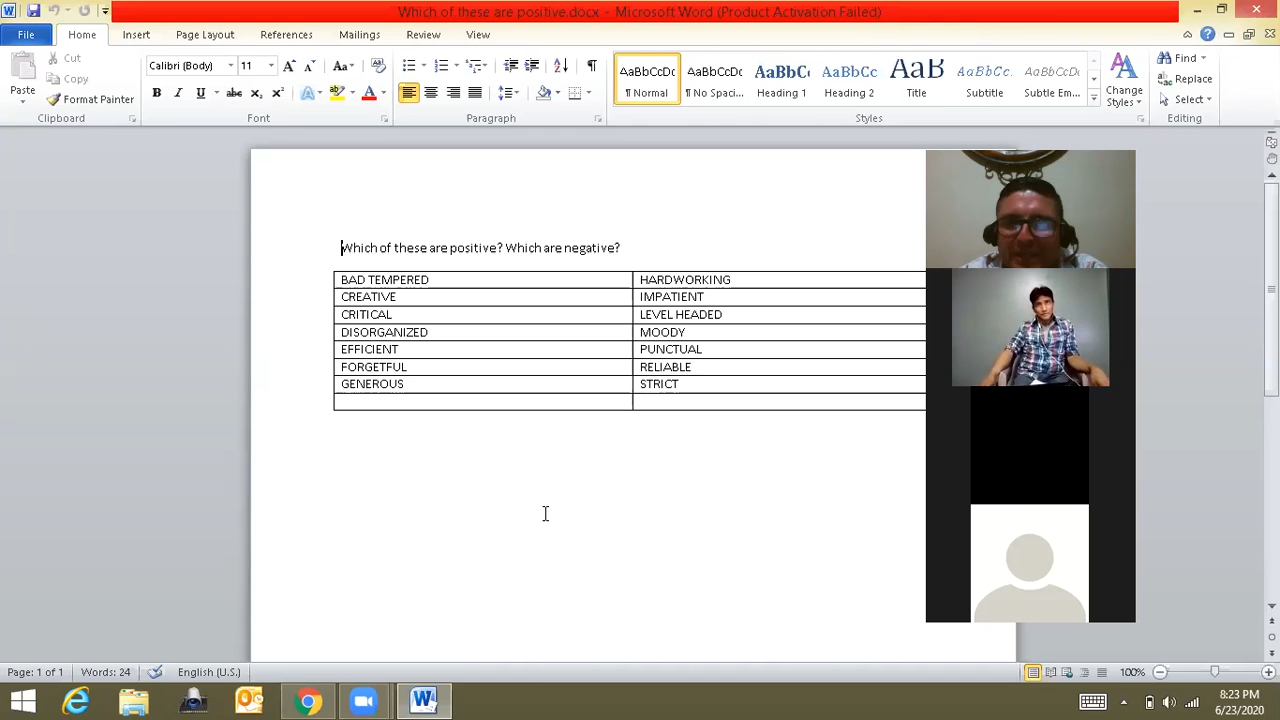 Which of these are positive.docx - Microsoft Word (Product Activation Failed)
File Home Insert Page Layout References Mailings Review View
Cut
Copy
Format Painter
Paste
Calibri (Body) 11
AaBbCcDc AaBbCcDc AaBbC AaBbCc AaB AaBbCc. AaBbCcDc
¶ Normal ¶ No Spaci... Heading 1 Heading 2 Title Subtitle Subtle Em...
Change Styles
Find
Replace
Select
Clipboard Font Paragraph Styles Editing
Which of these are positive? Which are negative?
BAD TEMPERED HARDWORKING
CREATIVE IMPATIENT
CRITICAL LEVEL HEADED
DISORGANIZED MOODY
EFFICIENT PUNCTUAL
FORGETFUL RELIABLE
GENEROUS STRICT
Page: 1 of 1 Words: 24 English (U.S.) 100%
8:23 PM
6/23/2020